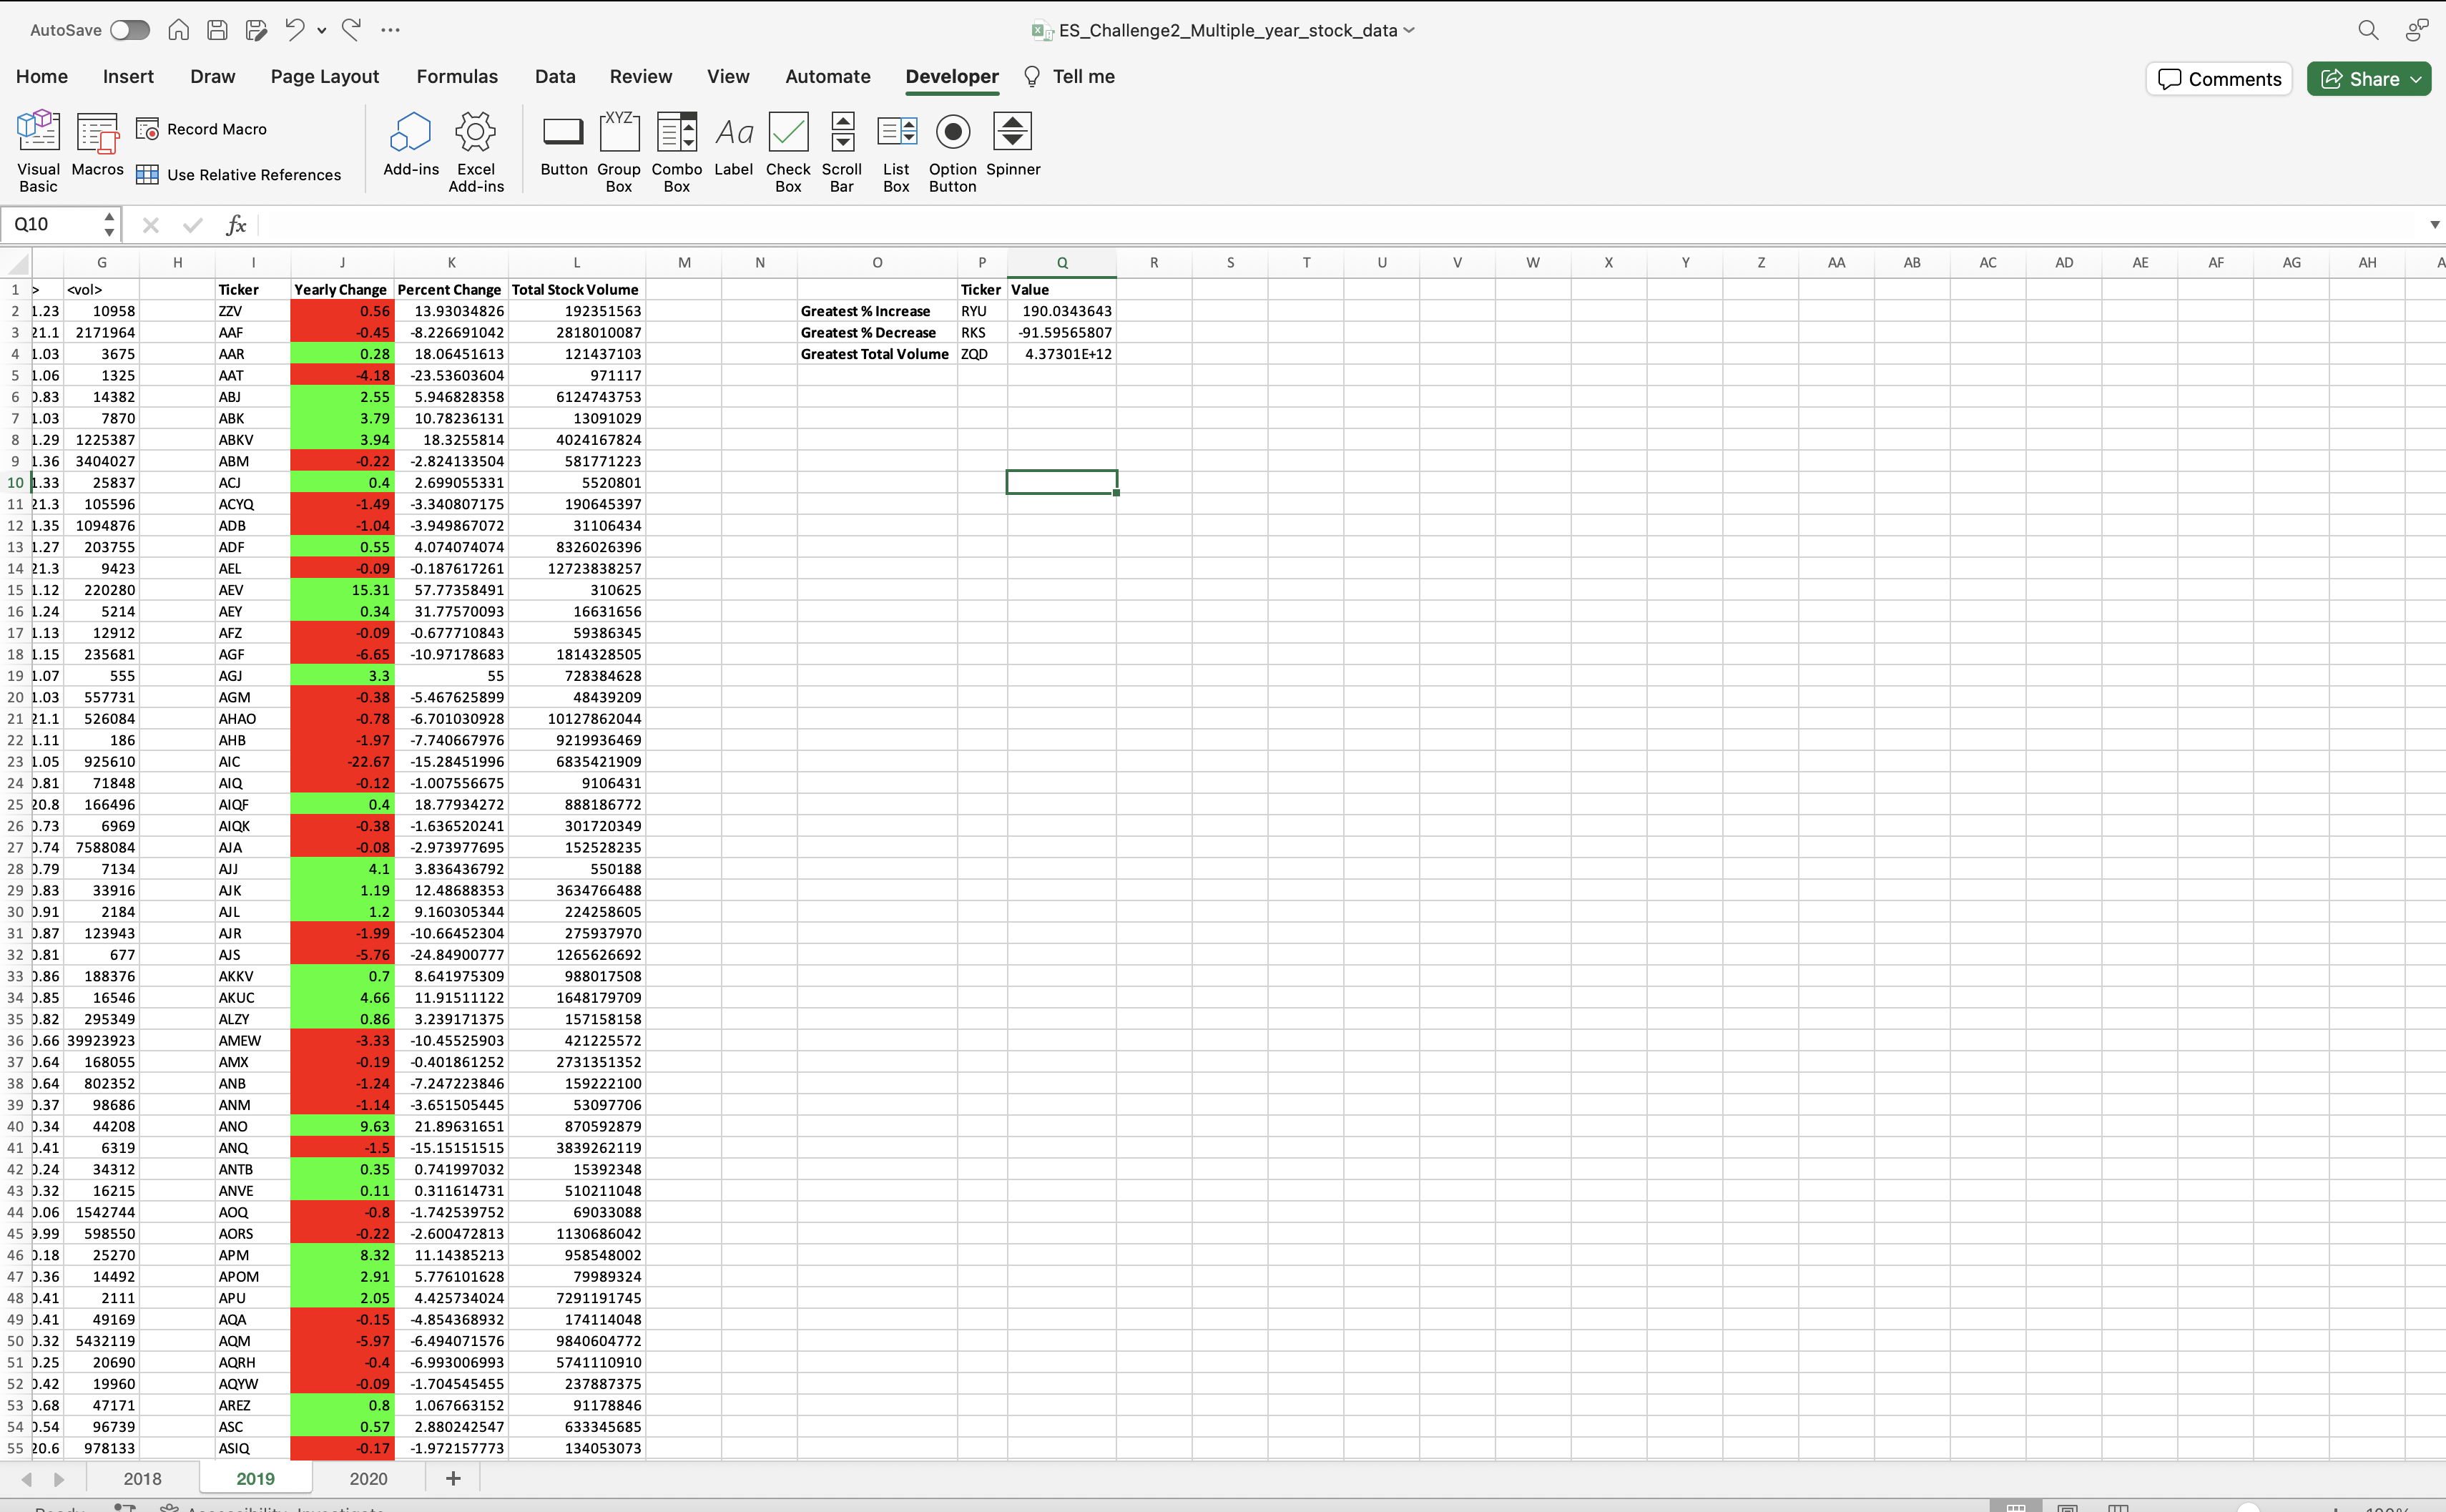 AutoSave ES_Challenge2_Multiple_year_stock_data
Home Insert Draw Page Layout Formulas Data Review View Automate Developer Tell me Comments Share
Visual Basic Macros Record Macro Use Relative References Add-ins Excel Add-ins Button Group Box Combo Box Label Check Box Scroll Bar List Box Option Button Spinner
Q10 fx
G H I J K L M N O P Q R S T U V W X Y Z AA AB AC AD AE AF AG AH
1 > <vol> Ticker Yearly Change Percent Change Total Stock Volume Ticker Value
2 1.23 10958 ZZV 0.56 13.93034826 192351563 Greatest % Increase RYU 190.0343643
3 21.1 2171964 AAF -0.45 -8.226691042 2818010087 Greatest % Decrease RKS -91.59565807
4 1.03 3675 AAR 0.28 18.06451613 121437103 Greatest Total Volume ZQD 4.37301E+12
5 1.06 1325 AAT -4.18 -23.53603604 971117
6 0.83 14382 ABJ 2.55 5.946828358 6124743753
7 1.03 7870 ABK 3.79 10.78236131 13091029
8 1.29 1225387 ABKV 3.94 18.3255814 4024167824
9 1.36 3404027 ABM -0.22 -2.824133504 581771223
10 1.33 25837 ACJ 0.4 2.699055331 5520801
11 21.3 105596 ACYQ -1.49 -3.340807175 190645397
12 1.35 1094876 ADB -1.04 -3.949867072 31106434
13 1.27 203755 ADF 0.55 4.074074074 8326026396
14 21.3 9423 AEL -0.09 -0.187617261 12723838257
15 1.12 220280 AEV 15.31 57.77358491 310625
16 1.24 5214 AEY 0.34 31.77570093 16631656
17 1.13 12912 AFZ -0.09 -0.677710843 59386345
18 1.15 235681 AGF -6.65 -10.97178683 1814328505
19 1.07 555 AGJ 3.3 55 728384628
20 1.03 557731 AGM -0.38 -5.467625899 48439209
21 21.1 526084 AHAO -0.78 -6.701030928 10127862044
22 1.11 186 AHB -1.97 -7.740667976 9219936469
23 1.05 925610 AIC -22.67 -15.28451996 6835421909
24 0.81 71848 AIQ -0.12 -1.007556675 9106431
25 20.8 166496 AIQF 0.4 18.77934272 888186772
26 0.73 6969 AIQK -0.38 -1.636520241 301720349
27 0.74 7588084 AJA -0.08 -2.973977695 152528235
28 0.79 7134 AJJ 4.1 3.836436792 550188
29 0.83 33916 AJK 1.19 12.48688353 3634766488
30 0.91 2184 AJL 1.2 9.160305344 224258605
31 0.87 123943 AJR -1.99 -10.66452304 275937970
32 0.81 677 AJS -5.76 -24.84900777 1265626692
33 0.86 188376 AKKV 0.7 8.641975309 988017508
34 0.85 16546 AKUC 4.66 11.91511122 1648179709
35 0.82 295349 ALZY 0.86 3.239171375 157158158
36 0.66 39923923 AMEW -3.33 -10.45525903 421225572
37 0.64 168055 AMX -0.19 -0.401861252 2731351352
38 0.64 802352 ANB -1.24 -7.247223846 159222100
39 0.37 98686 ANM -1.14 -3.651505445 53097706
40 0.34 44208 ANO 9.63 21.89631651 870592879
41 0.41 6319 ANQ -1.5 -15.15151515 3839262119
42 0.24 34312 ANTB 0.35 0.741997032 15392348
43 0.32 16215 ANVE 0.11 0.311614731 510211048
44 0.06 1542744 AOQ -0.8 -1.742539752 69033088
45 9.99 598550 AORS -0.22 -2.600472813 1130686042
46 0.18 25270 APM 8.32 11.14385213 958548002
47 0.36 14492 APOM 2.91 5.776101628 79989324
48 0.41 2111 APU 2.05 4.425734024 7291191745
49 0.41 49169 AQA -0.15 -4.854368932 174114048
50 0.32 5432119 AQM -5.97 -6.494071576 9840604772
51 0.25 20690 AQRH -0.4 -6.993006993 5741110910
52 0.42 19960 AQYW -0.09 -1.704545455 237887375
53 0.68 47171 AREZ 0.8 1.067663152 91178846
54 0.54 96739 ASC 0.57 2.880242547 633345685
55 20.6 978133 ASIQ -0.17 -1.972157773 134053073
2018 2019 2020